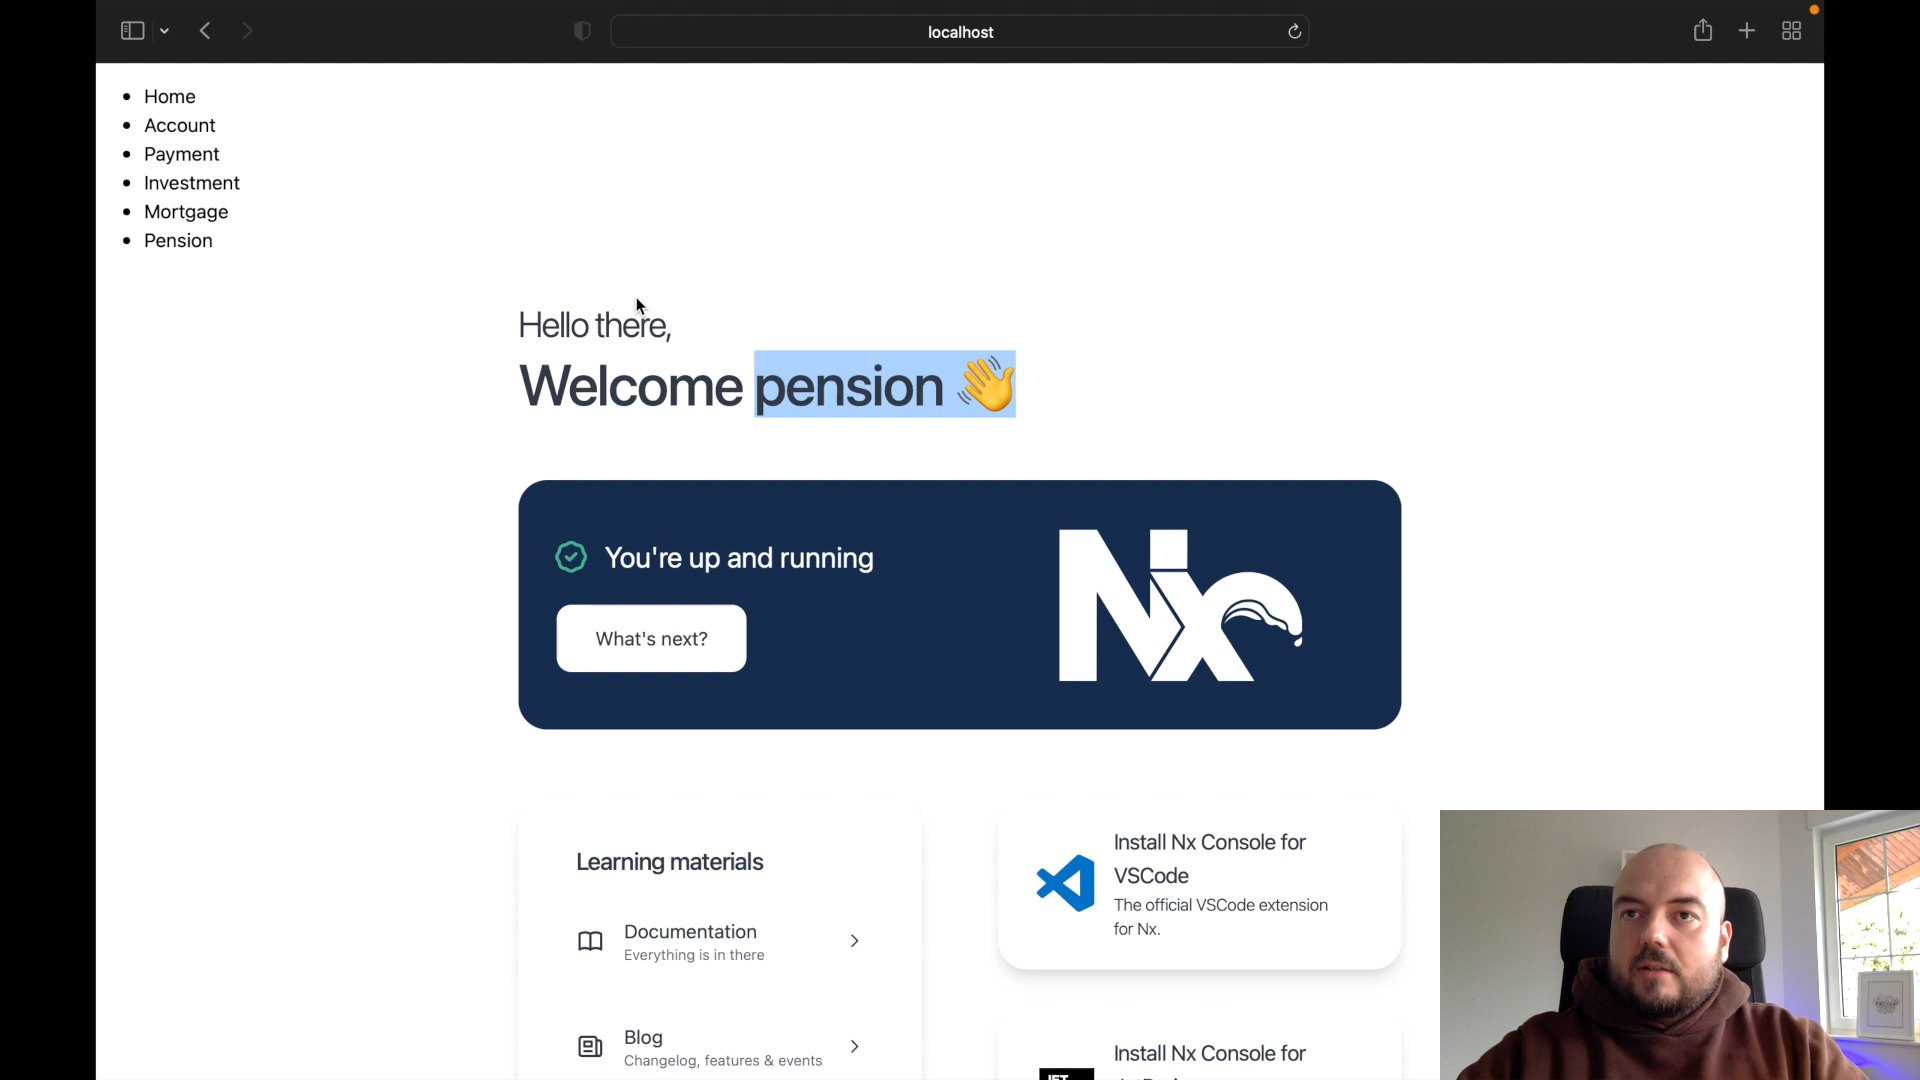 localhost
Home
Account
Payment
Investment
Mortgage
Pension
Hello there,
Welcome pension 👋
You're up and running
What's next?
Nx
Learning materials
Documentation
Everything is in there
Blog
Changelog, features & events
Install Nx Console for
VSCode
The official VSCode extension
for Nx.
Install Nx Console for